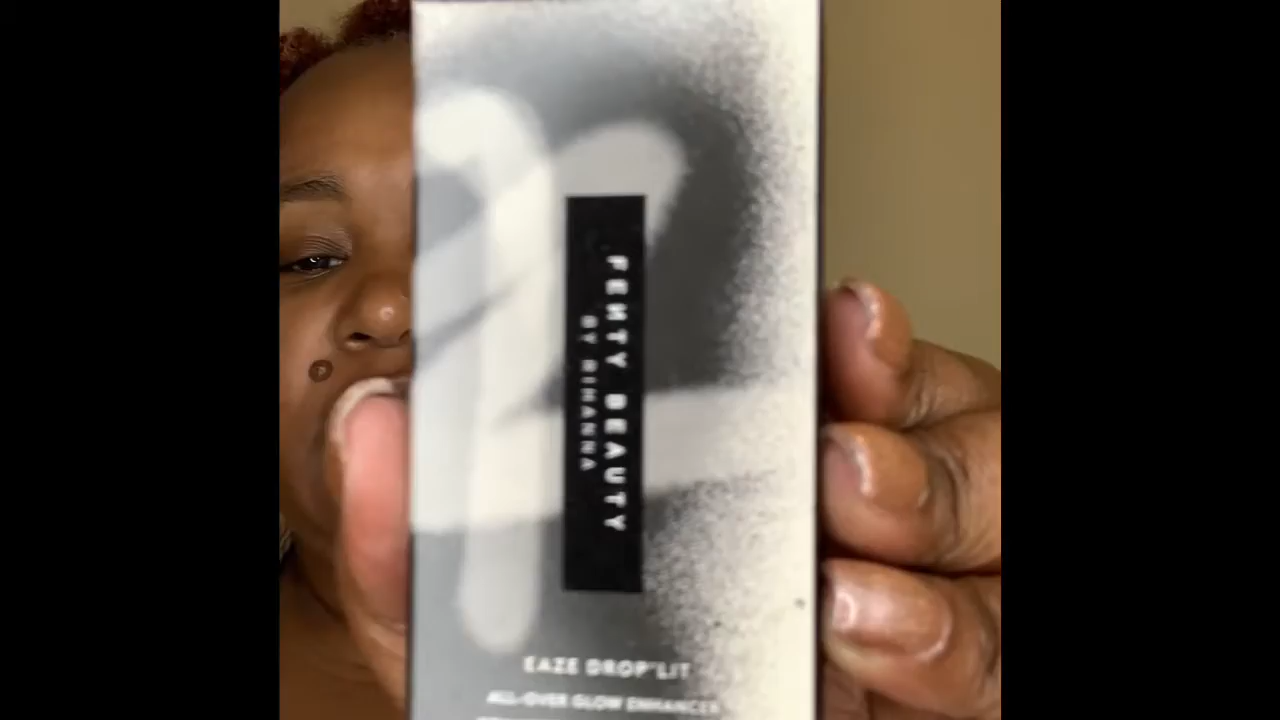 FENTY BEAUTY
BY RIHANNA
EAZE DROP'LIT
ALL-OVER GLOW ENHANCER